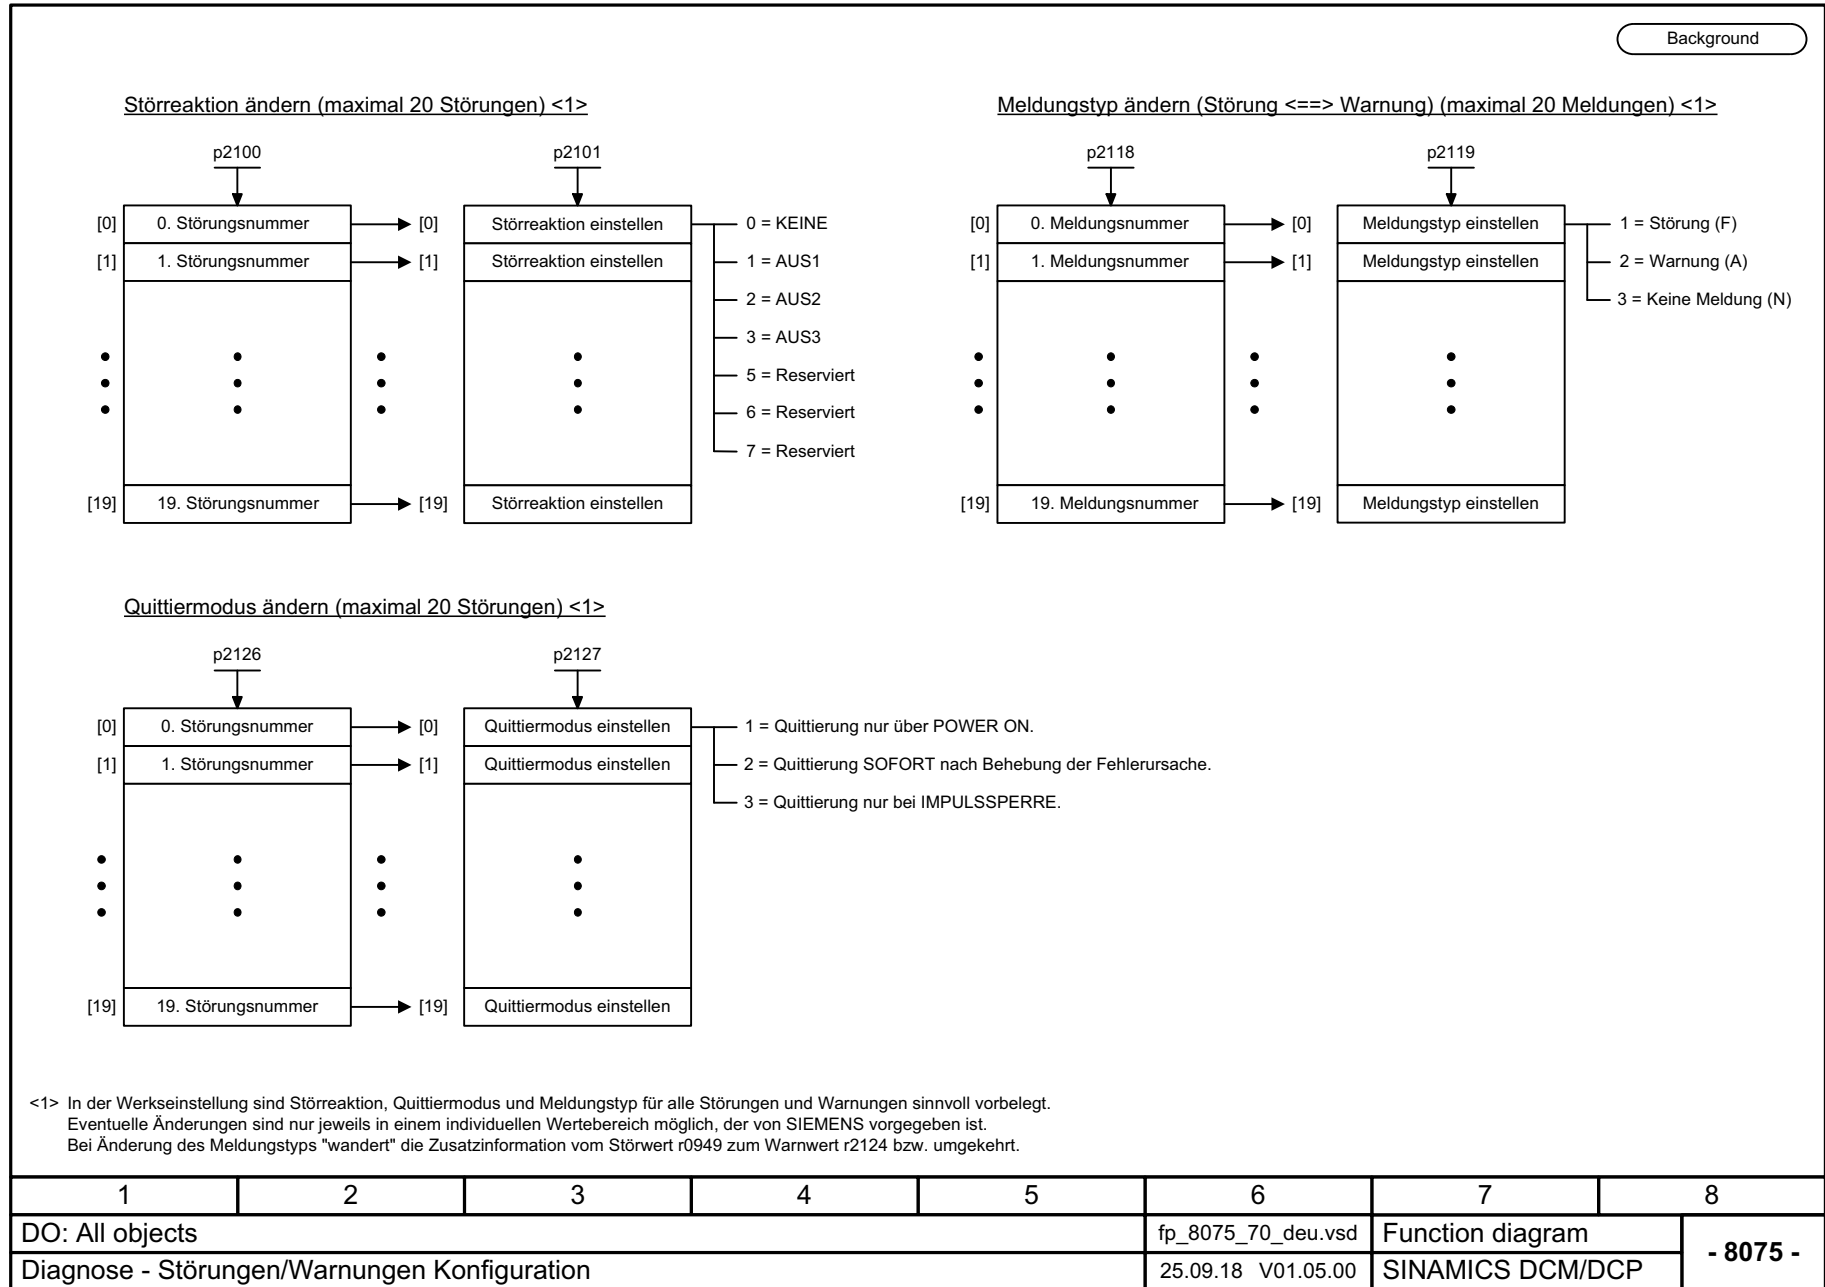 Background
Störreaktion ändern (maximal 20 Störungen) <1>
p2100
p2101
[0]
0. Störungsnummer
[0]
Störreaktion einstellen
0 = KEINE
[1]
1. Störungsnummer
[1]
Störreaktion einstellen
1 = AUS1
2 = AUS2
3 = AUS3
5 = Reserviert
6 = Reserviert
7 = Reserviert
[19]
19. Störungsnummer
[19]
Störreaktion einstellen
Meldungstyp ändern (Störung <==> Warnung) (maximal 20 Meldungen) <1>
p2118
p2119
[0]
0. Meldungsnummer
[0]
Meldungstyp einstellen
1 = Störung (F)
[1]
1. Meldungsnummer
[1]
Meldungstyp einstellen
2 = Warnung (A)
3 = Keine Meldung (N)
[19]
19. Meldungsnummer
[19]
Meldungstyp einstellen
Quittiermodus ändern (maximal 20 Störungen) <1>
p2126
p2127
[0]
0. Störungsnummer
[0]
Quittiermodus einstellen
1 = Quittierung nur über POWER ON.
[1]
1. Störungsnummer
[1]
Quittiermodus einstellen
2 = Quittierung SOFORT nach Behebung der Fehlerursache.
3 = Quittierung nur bei IMPULSSPERRE.
[19]
19. Störungsnummer
[19]
Quittiermodus einstellen
<1> In der Werkseinstellung sind Störreaktion, Quittiermodus und Meldungstyp für alle Störungen und Warnungen sinnvoll vorbelegt.
Eventuelle Änderungen sind nur jeweils in einem individuellen Wertebereich möglich, der von SIEMENS vorgegeben ist.
Bei Änderung des Meldungstyps "wandert" die Zusatzinformation vom Störwert r0949 zum Warnwert r2124 bzw. umgekehrt.
1 2 3 4 5 6 7 8
DO: All objects
fp_8075_70_deu.vsd
Function diagram
- 8075 -
Diagnose - Störungen/Warnungen Konfiguration
25.09.18 V01.05.00
SINAMICS DCM/DCP